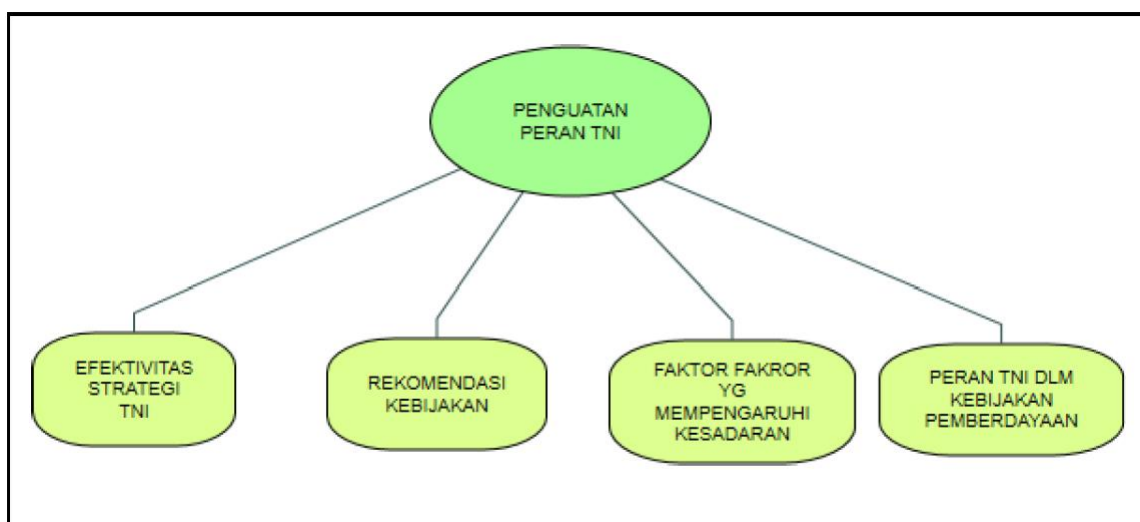 PENGUATAN
PERAN TNI
EFEKTIVITAS
STRATEGI
TNI
REKOMENDASI
KEBIJAKAN
FAKTOR FAKROR
YG
MEMPENGARUHI
KESADARAN
PERAN TNI DLM
KEBIJAKAN
PEMBERDAYAAN